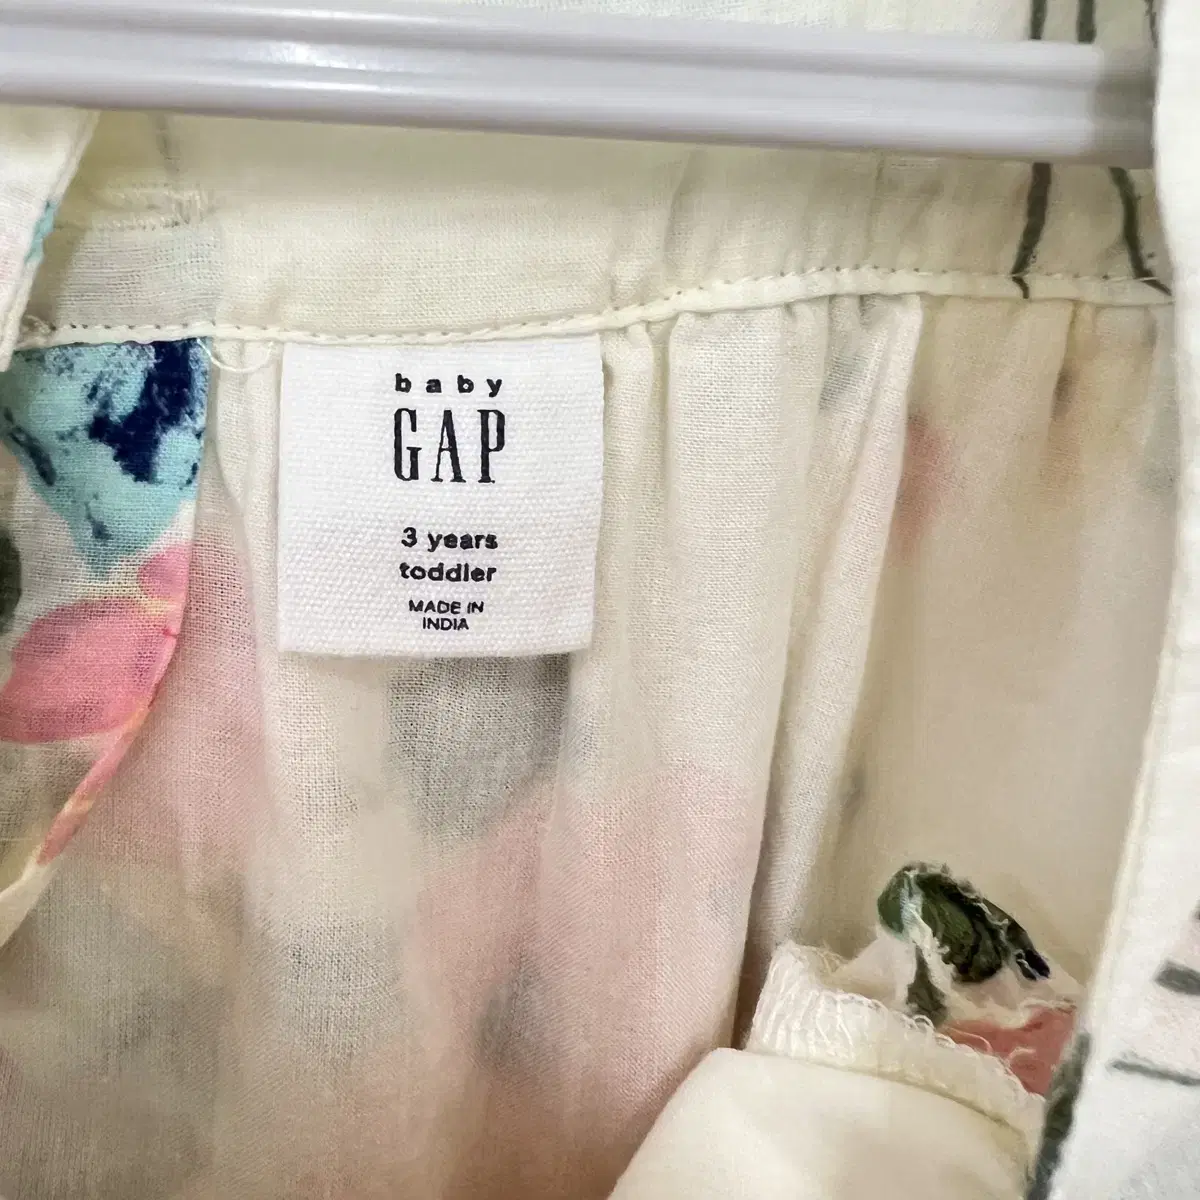 baby
GAP
3 years
toddler
MADE IN
INDIA